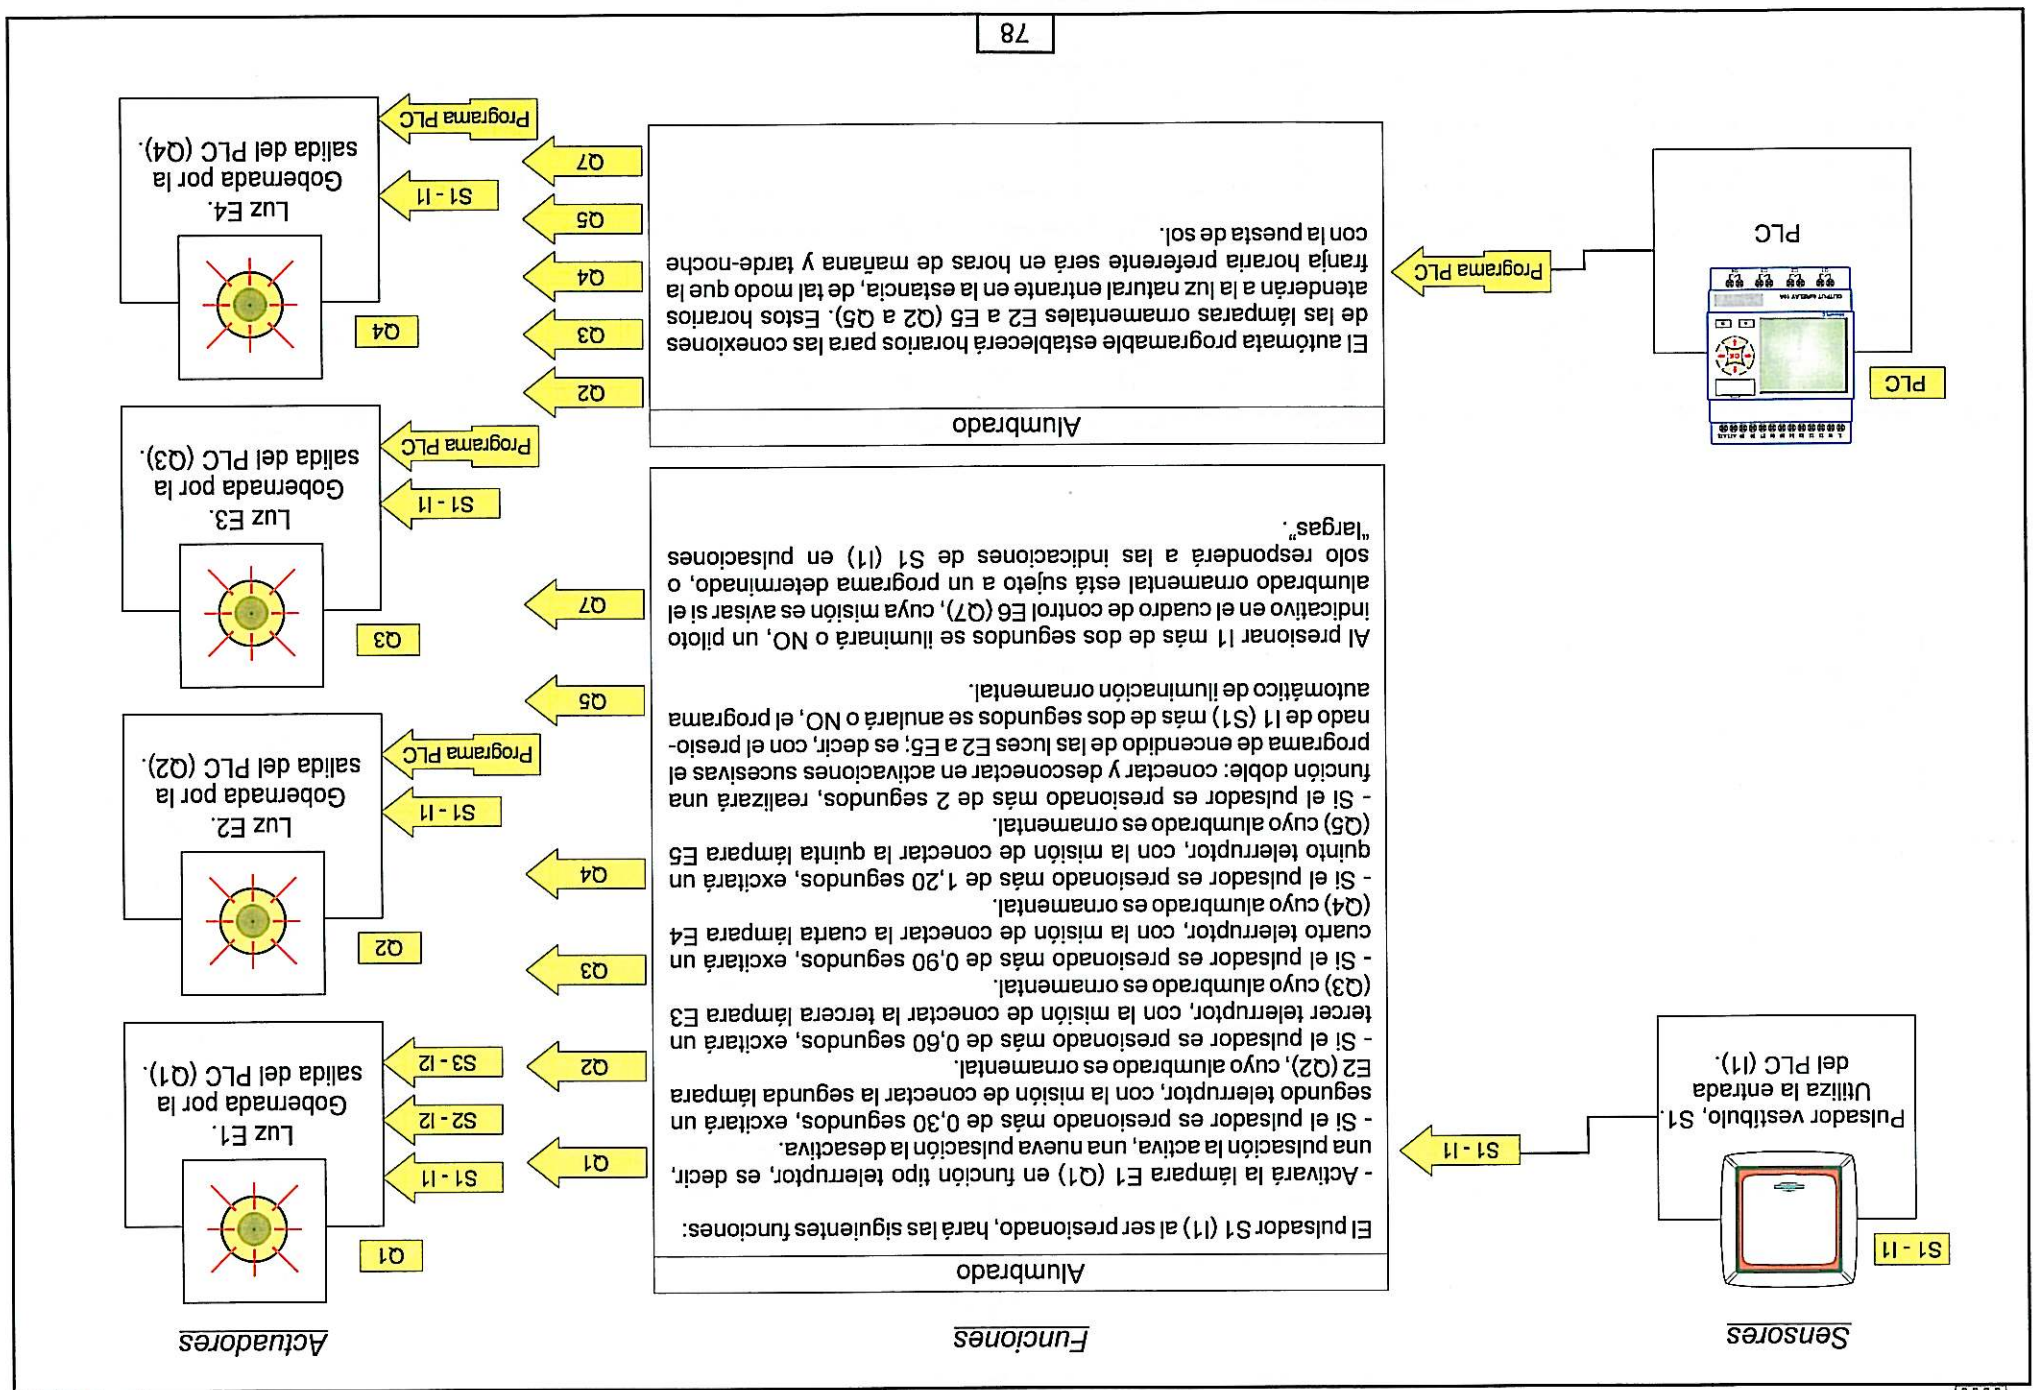 Sensores
Funciones
Actuadores
S1 - I1
Pulsador vestíbulo, S1.
Utiliza la entrada
del PLC (I1).
S1 - I1
Alumbrado
El pulsador S1 (I1) al ser presionado, hará las siguientes funciones:
- Activará la lámpara E1 (Q1) en función tipo telerruptor, es decir,
una pulsación la activa, una nueva pulsación la desactiva.
- Si el pulsador es presionado más de 0,30 segundos, excitará un
segundo telerruptor, con la misión de conectar la segunda lámpara
E2 (Q2), cuyo alumbrado es ornamental.
- Si el pulsador es presionado más de 0,60 segundos, excitará un
tercer telerruptor, con la misión de conectar la tercera lámpara E3
(Q3) cuyo alumbrado es ornamental.
- Si el pulsador es presionado más de 0,90 segundos, excitará un
cuarto telerruptor, con la misión de conectar la cuarta lámpara E4
(Q4) cuyo alumbrado es ornamental.
- Si el pulsador es presionado más de 1,20 segundos, excitará un
quinto telerruptor, con la misión de conectar la quinta lámpara E5
(Q5) cuyo alumbrado es ornamental.
- Si el pulsador es presionado más de 2 segundos, realizará una
función doble: conectar y desconectar en activaciones sucesivas el
programa de encendido de las luces E2 a E5; es decir, con el presio-
nado de I1 (S1) más de dos segundos se anulará o NO, el programa
automático de iluminación ornamental.
Al presionar I1 más de dos segundos se iluminará o NO, un piloto
indicativo en el cuadro de control E6 (Q7), cuya misión es avisar si el
alumbrado ornamental está sujeto a un programa determinado, o
solo responderá a las indicaciones de S1 (I1) en pulsaciones
"largas".
Q1
Q2
Q3
Q4
Q5
Q7
PLC
PLC
Programa PLC
Alumbrado
El autómata programable establecerá horarios para las conexiones
de las lámparas ornamentales E2 a E5 (Q2 a Q5). Estos horarios
atenderán a la luz natural entrante en la estancia, de tal modo que la
franja horaria preferente será en horas de mañana y tarde-noche
con la puesta de sol.
Q2
Q3
Q4
Q5
Q7
Q1
S1 - I1
S2 - I2
S3 - I2
Luz E1.
Gobernada por la
salida del PLC (Q1).
Q2
S1 - I1
Programa PLC
Luz E2.
Gobernada por la
salida del PLC (Q2).
Q3
S1 - I1
Programa PLC
Luz E3.
Gobernada por la
salida del PLC (Q3).
Q4
S1 - I1
Programa PLC
Luz E4.
Gobernada por la
salida del PLC (Q4).
78